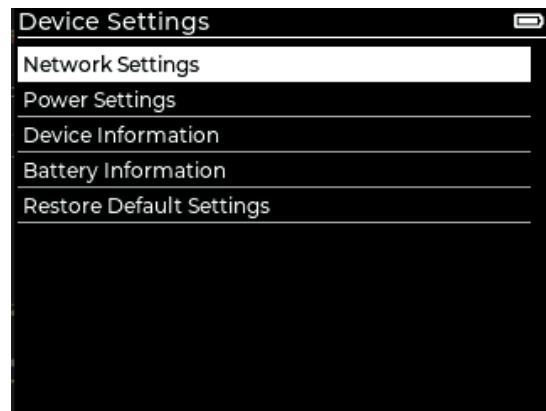 Device Settings
Network Settings
Power Settings
Device Information
Battery Information
Restore Default Settings